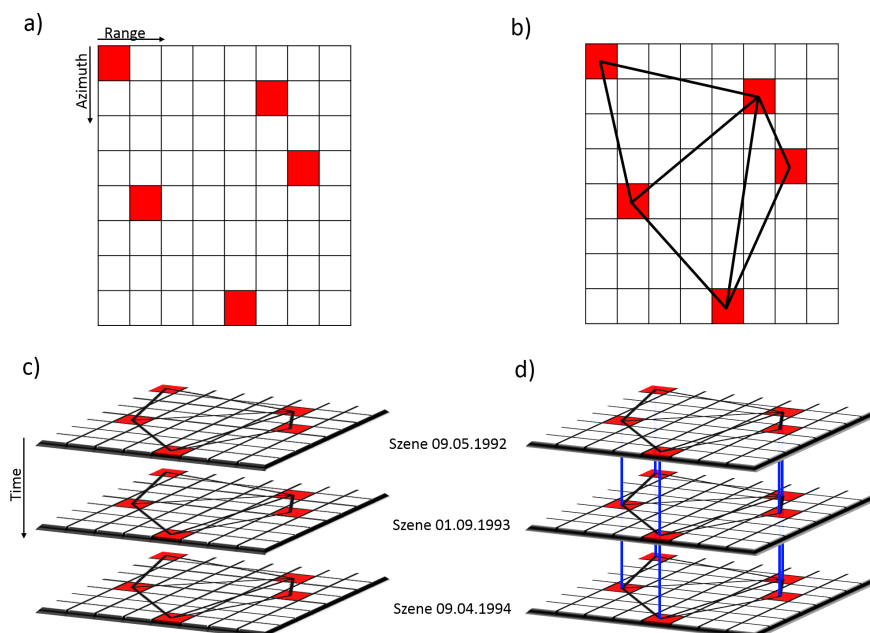 a)
Range
Azimuth
b)
c)
Time
d)
Szene 09.05.1992
Szene 01.09.1993
Szene 09.04.1994